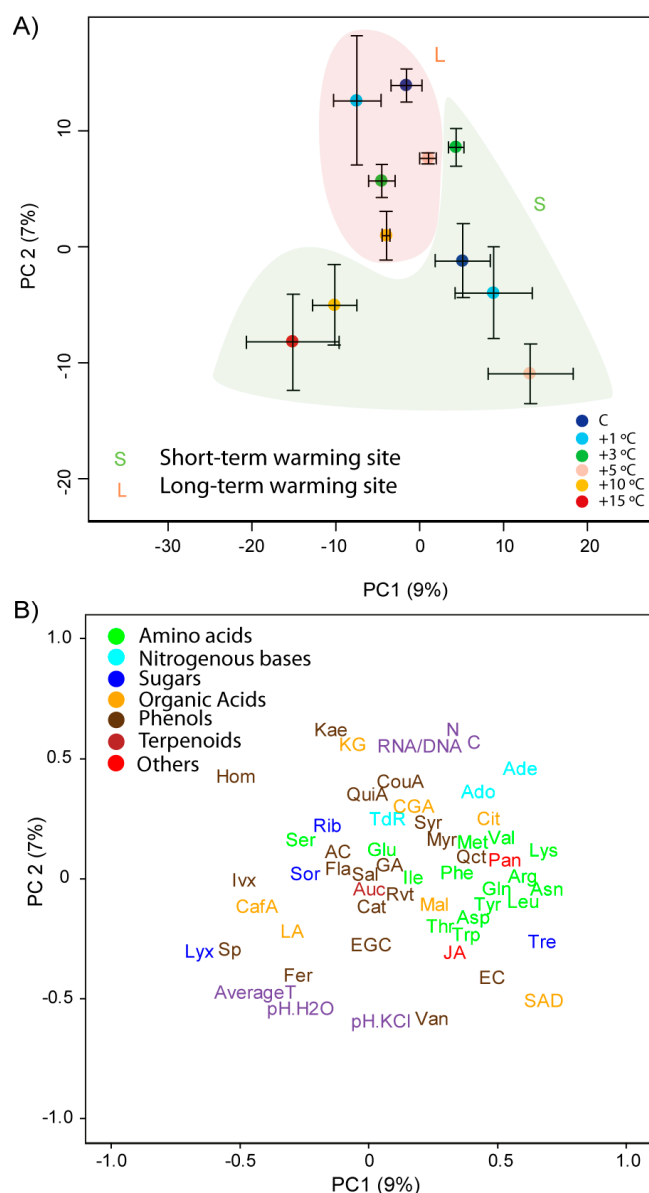 A)
L
S
10
0
-10
-20
PC 2 (7%)
C
+1 ºC
+3 ºC
+5 ºC
+10 ºC
+15 ºC
S Short-term warming site
L Long-term warming site
-30 -20 -10 0 10 20
PC1 (9%)
B)
1.0
0.5
0
-0.5
-1.0
PC 2 (7%)
Amino acids
Nitrogenous bases
Sugars
Organic Acids
Phenols
Terpenoids
Others
Kae KG N
RNA/DNA C
Hom CouA Ade
QuiA CGA Ado
Rib TdR Syr Cit
Ser Glu Myr Met Val
AC GA Qct Pan Lys
Fla Sal Ile Phe Arg
Ivx Sor Auc Rvt Gln Asn
CafA Cat Mal Tyr Leu
LA Thr Asp
Lyx Sp EGC Trp Tre
Fer JA EC
AverageT SAD
pH.H2O pH.KCl Van
-1.0 -0.5 0 0.5 1.0
PC1 (9%)